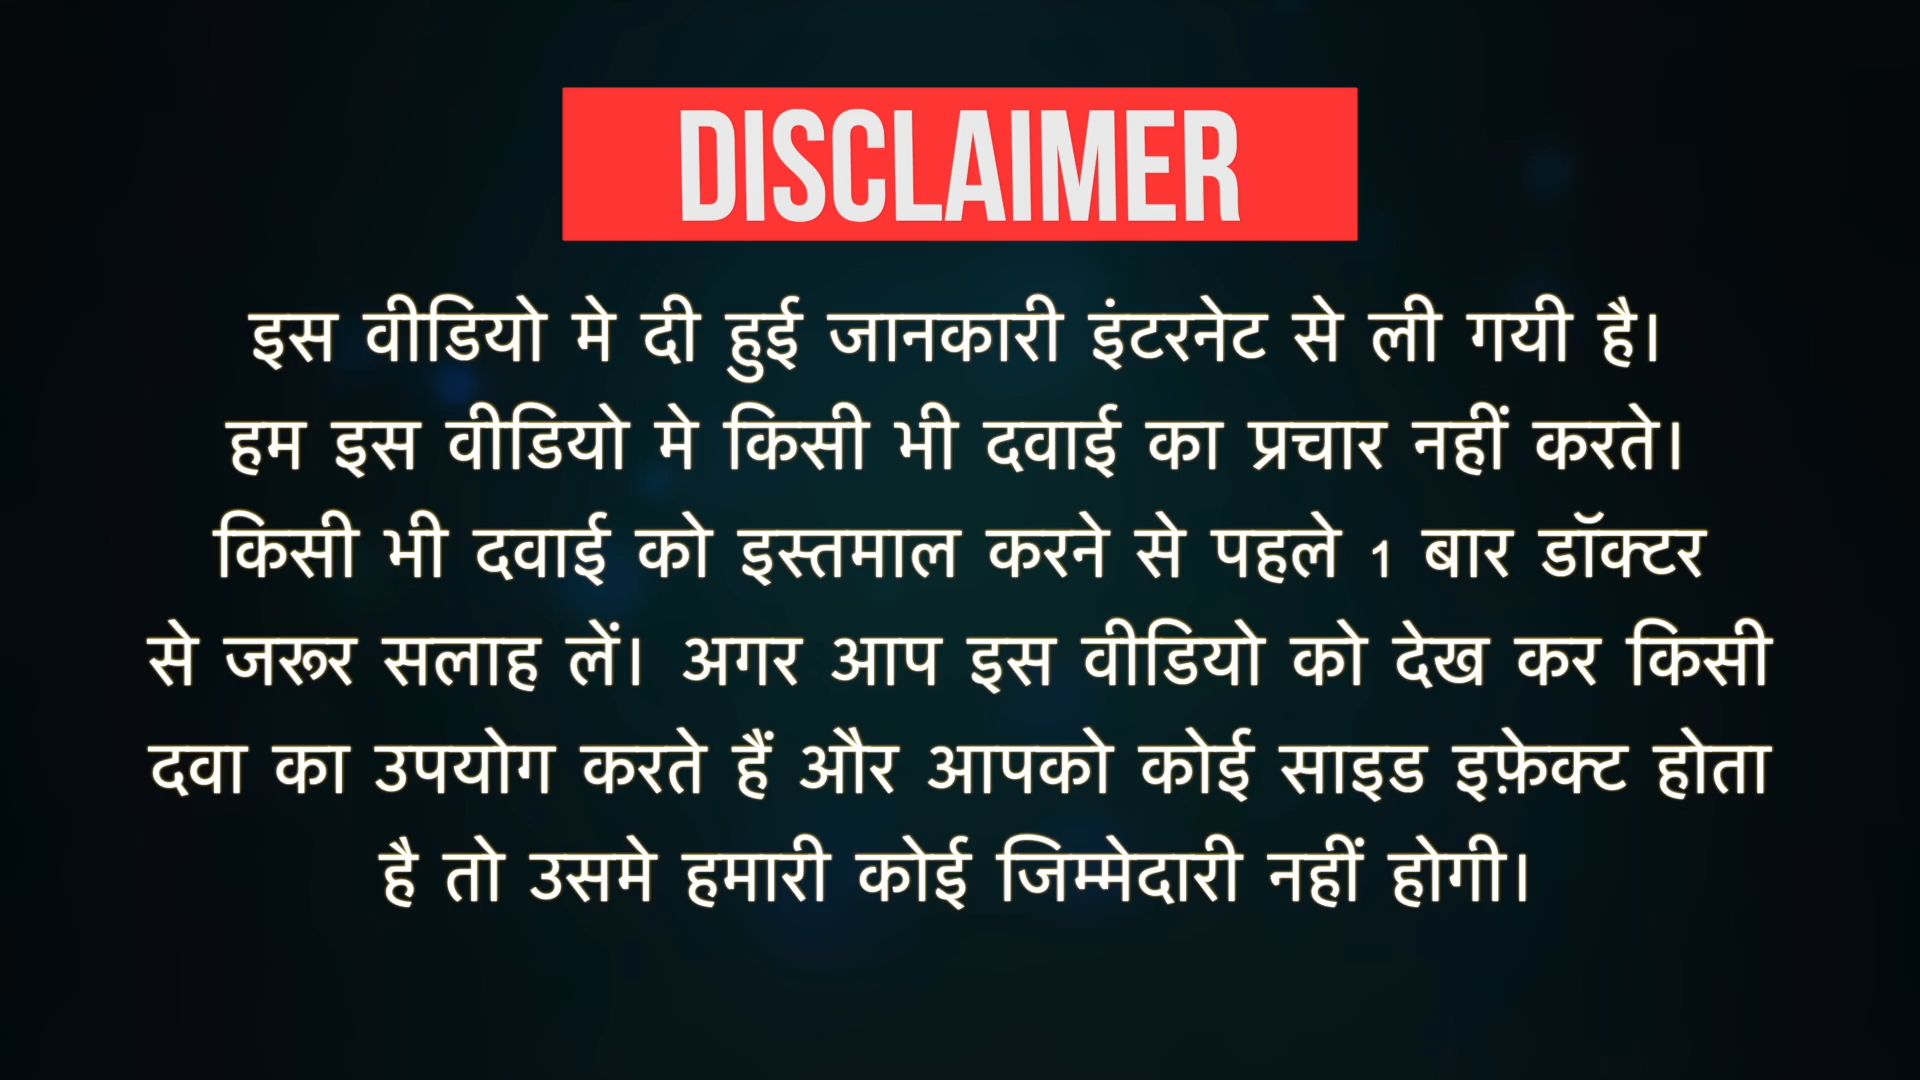 DISCLAIMER
इस वीडियो मे दी हुई जानकारी इंटरनेट से ली गयी है।
हम इस वीडियो मे किसी भी दवाई का प्रचार नहीं करते।
किसी भी दवाई को इस्तमाल करने से पहले 1 बार डॉक्टर
से जरूर सलाह लें। अगर आप इस वीडियो को देख कर किसी
दवा का उपयोग करते हैं और आपको कोई साइड इफ़ेक्ट होता
है तो उसमे हमारी कोई जिम्मेदारी नहीं होगी।